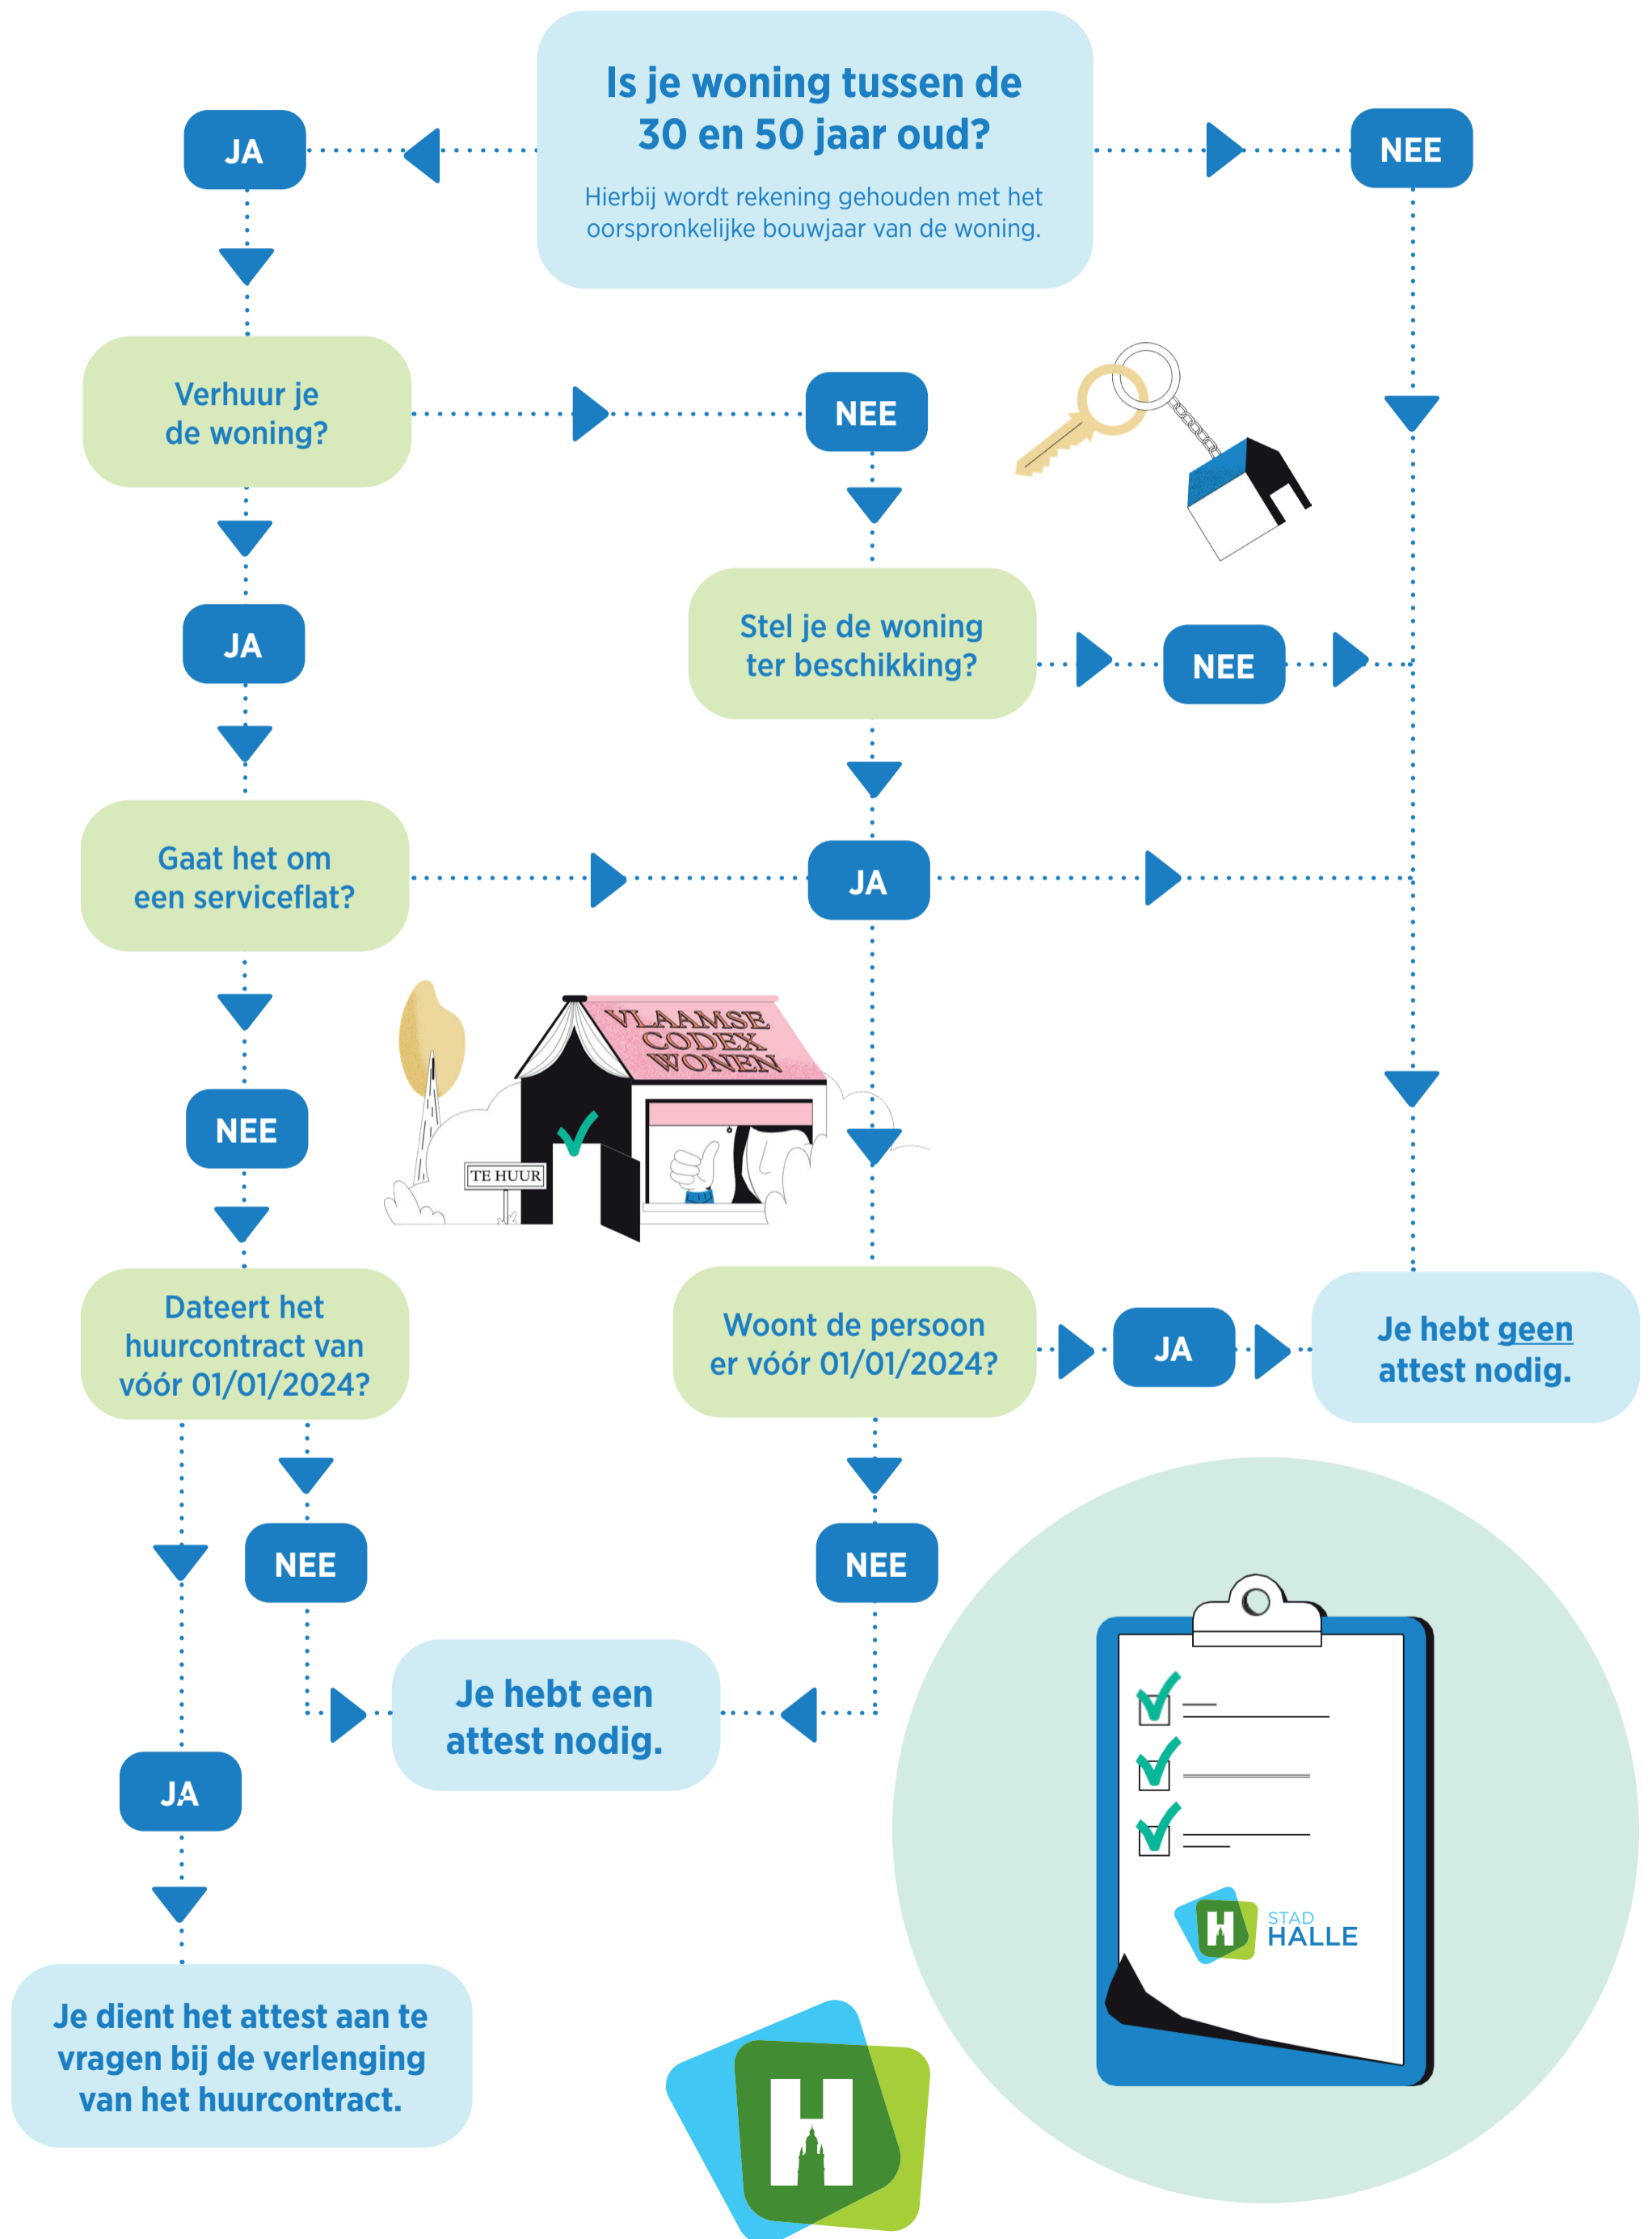 Is je woning tussen de
30 en 50 jaar oud?
Hierbij wordt rekening gehouden met het
oorspronkelijke bouwjaar van de woning.
JA
NEE
Verhuur je
de woning?
NEE
JA
Stel je de woning
ter beschikking?
NEE
Gaat het om
een serviceflat?
JA
VLAAMSE
CODEX
WONEN
TE HUUR
NEE
Dateert het
huurcontract van
vóór 01/01/2024?
Woont de persoon
er vóór 01/01/2024?
JA
Je hebt geen
attest nodig.
NEE
NEE
Je hebt een
attest nodig.
JA
Je dient het attest aan te
vragen bij de verlenging
van het huurcontract.
H
STAD
HALLE
H